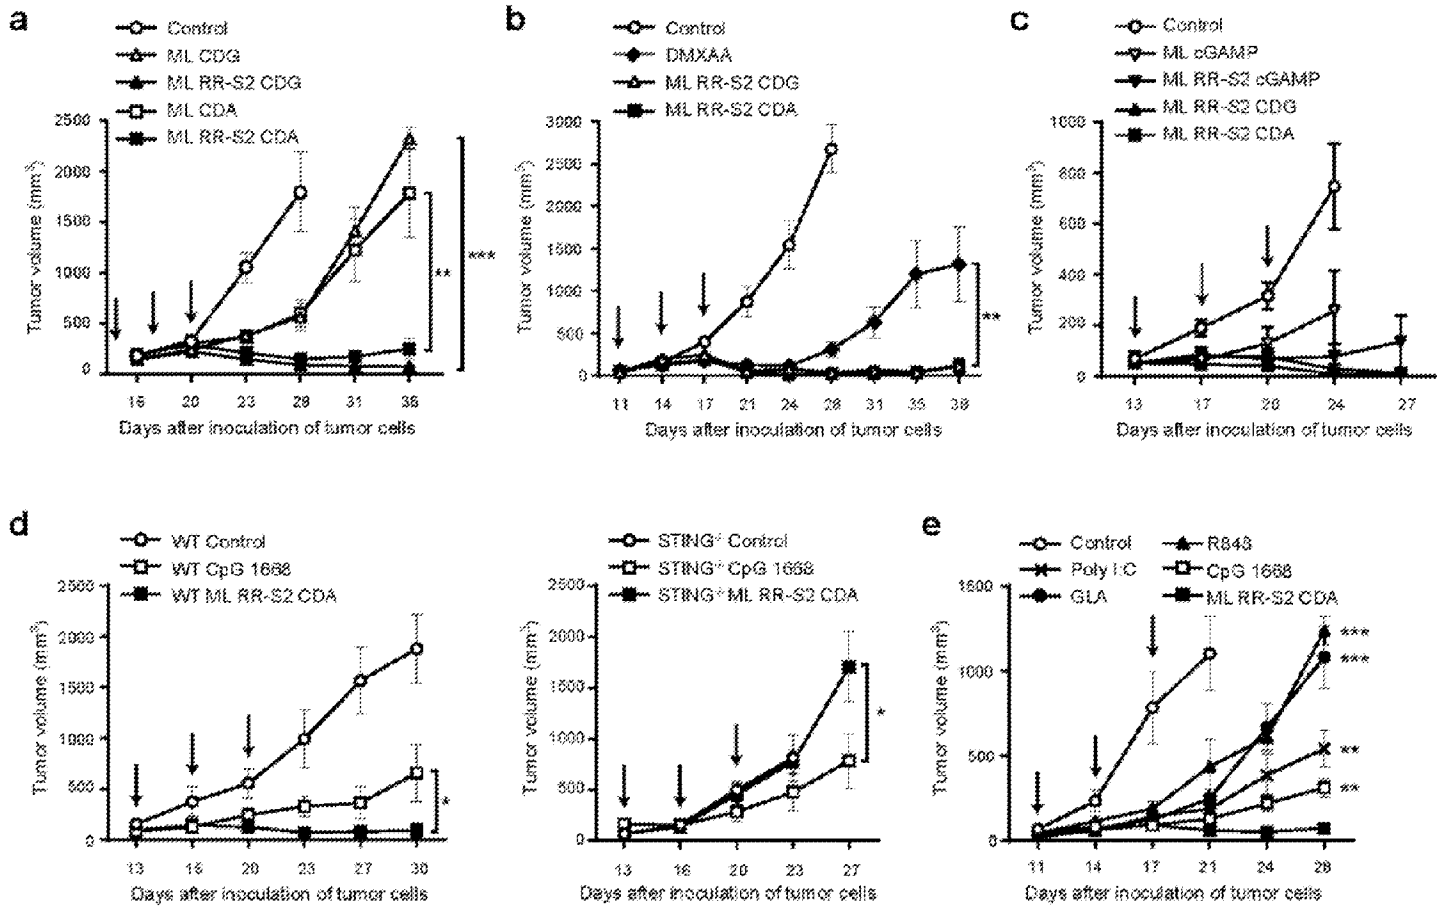 a
Control
ML CDG
ML RR-S2 CDG
ML CDA
ML RR-S2 CDA
2500
2000
1500
1000
500
0
Tumor volume (mm³)
**
***
16 20 23 28 31 38
Days after inoculation of tumor cells
b
Control
DMXAA
ML RR-S2 CDG
ML RR-S2 CDA
3000
2500
2000
1500
1000
500
0
Tumor volume (mm³)
**
11 14 17 21 24 28 31 35 38
Days after inoculation of tumor cells
c
Control
ML cGAMP
ML RR-S2 cGAMP
ML RR-S2 CDG
ML RR-S2 CDA
1000
800
600
400
200
0
Tumor volume (mm³)
13 17 20 24 27
Days after inoculation of tumor cells
d
WT Control
WT CpG 1668
WT ML RR-S2 CDA
2500
2000
1500
1000
500
0
Tumor volume (mm³)
*
13 16 20 23 27 30
Days after inoculation of tumor cells
STING-/- Control
STING-/- CpG 1668
STING-/- ML RR-S2 CDA
2500
2000
1500
1000
500
0
Tumor volume (mm³)
*
13 16 20 23 27
Days after inoculation of tumor cells
e
Control R848
Poly I:C CpG 1668
GLA ML RR-S2 CDA
1500
1000
500
0
Tumor volume (mm³)
***
***
**
**
11 14 17 21 24 28
Days after inoculation of tumor cells